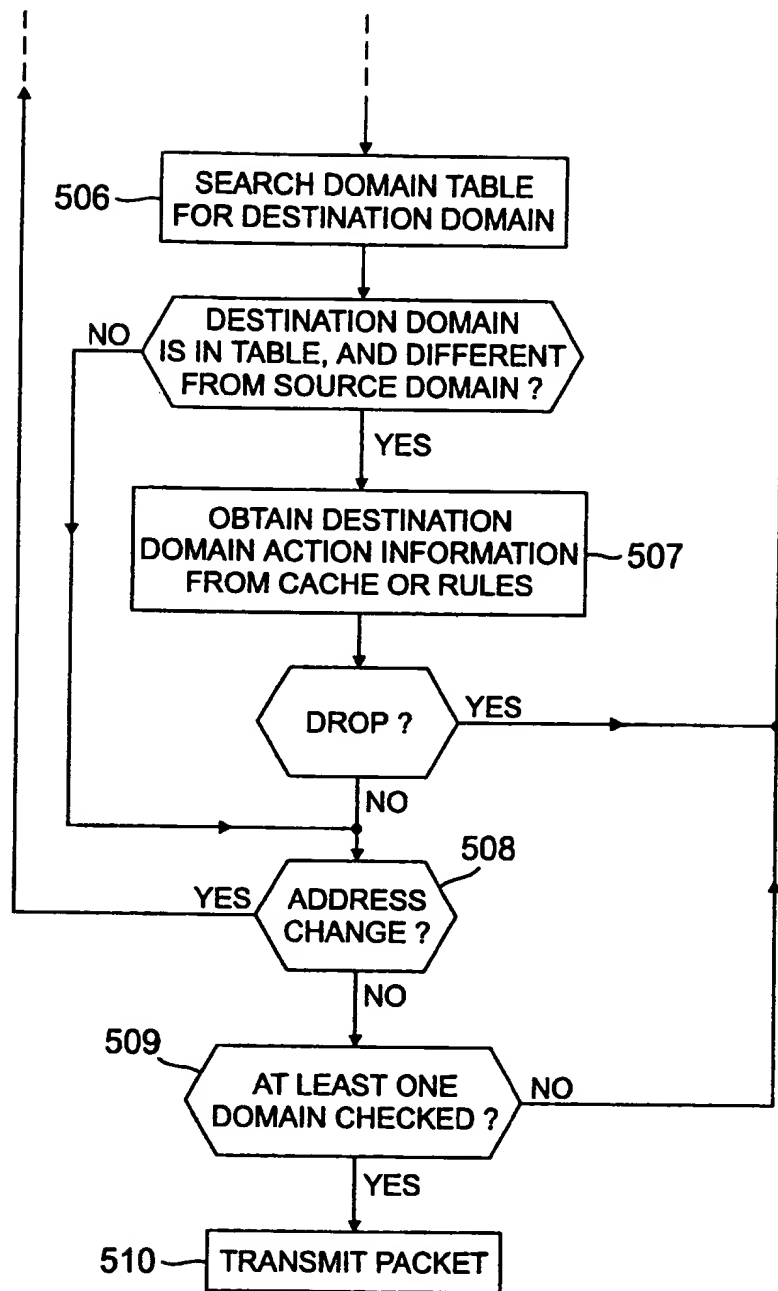 506
SEARCH DOMAIN TABLE
FOR DESTINATION DOMAIN
NO
DESTINATION DOMAIN
IS IN TABLE, AND DIFFERENT
FROM SOURCE DOMAIN ?
YES
OBTAIN DESTINATION
DOMAIN ACTION INFORMATION
FROM CACHE OR RULES
507
DROP ?
YES
NO
508
YES
ADDRESS
CHANGE ?
NO
509
AT LEAST ONE
DOMAIN CHECKED ?
NO
YES
510
TRANSMIT PACKET